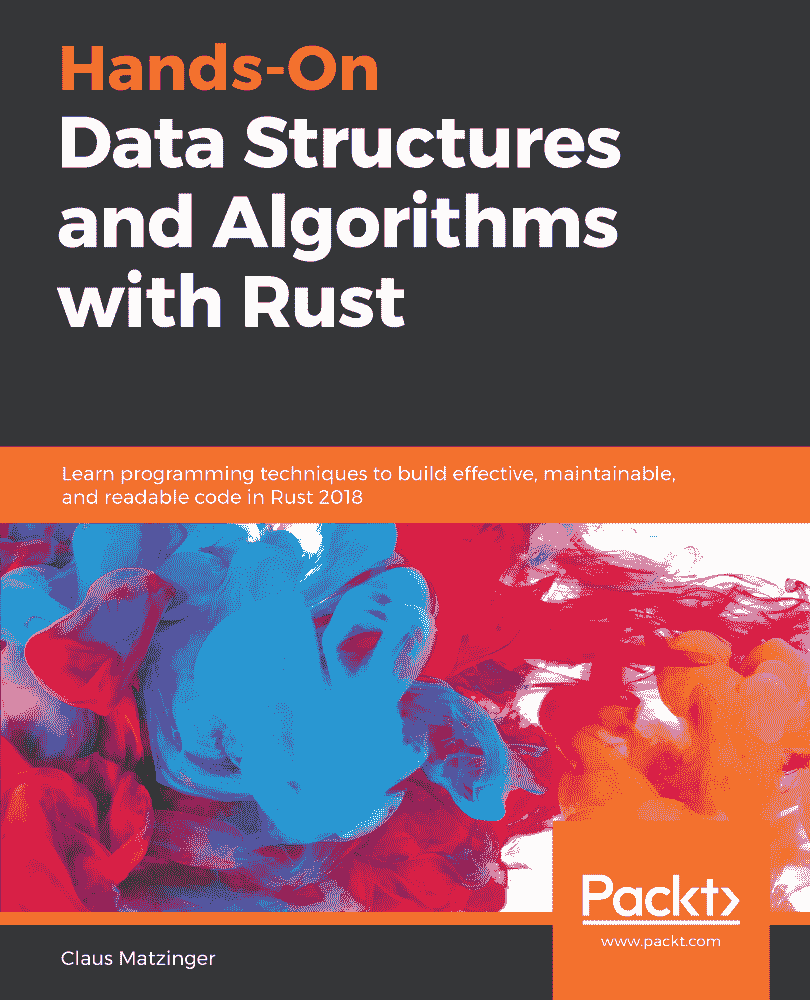 Hands-On
Data Structures
and Algorithms
with Rust
Learn programming techniques to build effective, maintainable,
and readable code in Rust 2018
Packt>
www.packt.com
Claus Matzinger